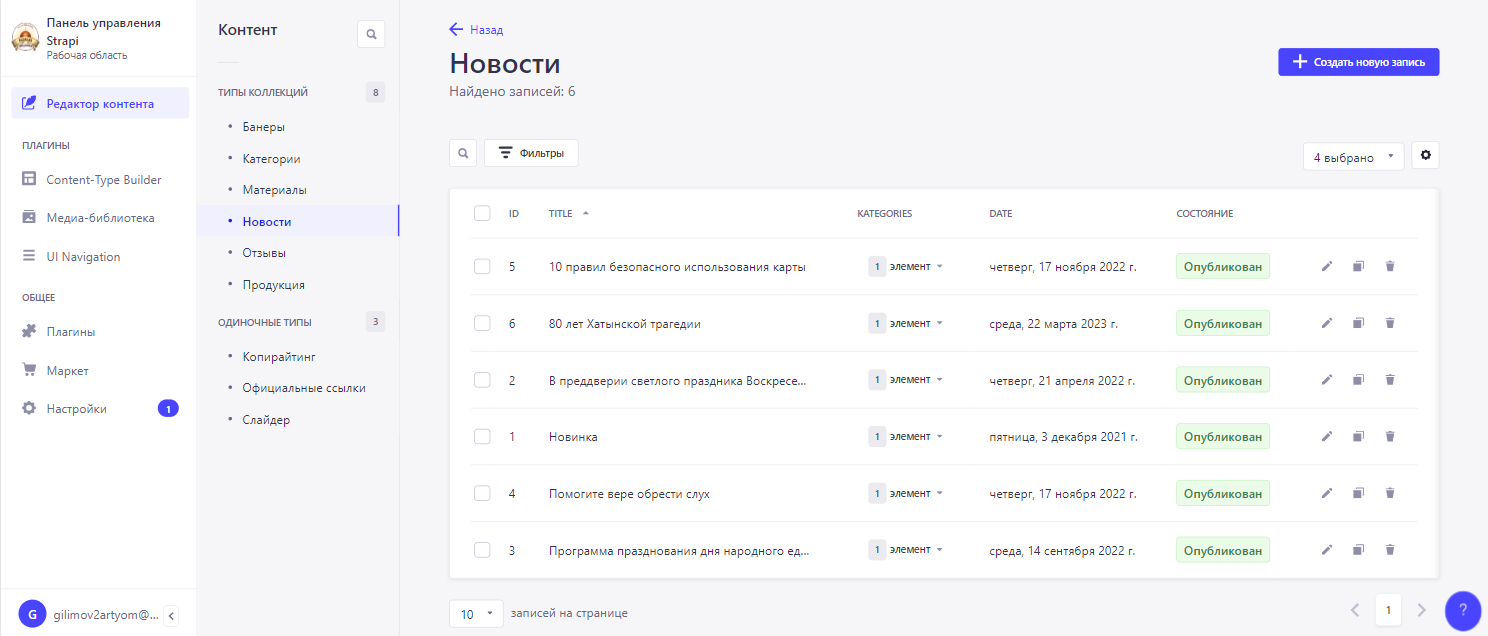 Панель управления
Strapi
Рабочая область
Редактор контента
ПЛАГИНЫ
Content-Type Builder
Медиа-библиотека
UI Navigation
ОБЩЕЕ
Плагины
Маркет
Настройки 1
G gilimov2artyom@...
Контент
ТИПЫ КОЛЛЕКЦИЙ 8
Банеры
Категории
Материалы
Новости
Отзывы
Продукция
ОДИНОЧНЫЕ ТИПЫ 3
Копирайтинг
Официальные ссылки
Слайдер
Назад
Новости
Найдено записей: 6
Создать новую запись
Фильтры
4 выбрано
ID TITLE KATEGORIES DATE СОСТОЯНИЕ
5 10 правил безопасного использования карты 1 элемент четверг, 17 ноября 2022 г. Опубликован
6 80 лет Хатынской трагедии 1 элемент среда, 22 марта 2023 г. Опубликован
2 В преддверии светлого праздника Воскресе... 1 элемент четверг, 21 апреля 2022 г. Опубликован
1 Новинка 1 элемент пятница, 3 декабря 2021 г. Опубликован
4 Помогите вере обрести слух 1 элемент четверг, 17 ноября 2022 г. Опубликован
3 Программа празднования дня народного ед... 1 элемент среда, 14 сентября 2022 г. Опубликован
10 записей на странице
1
?